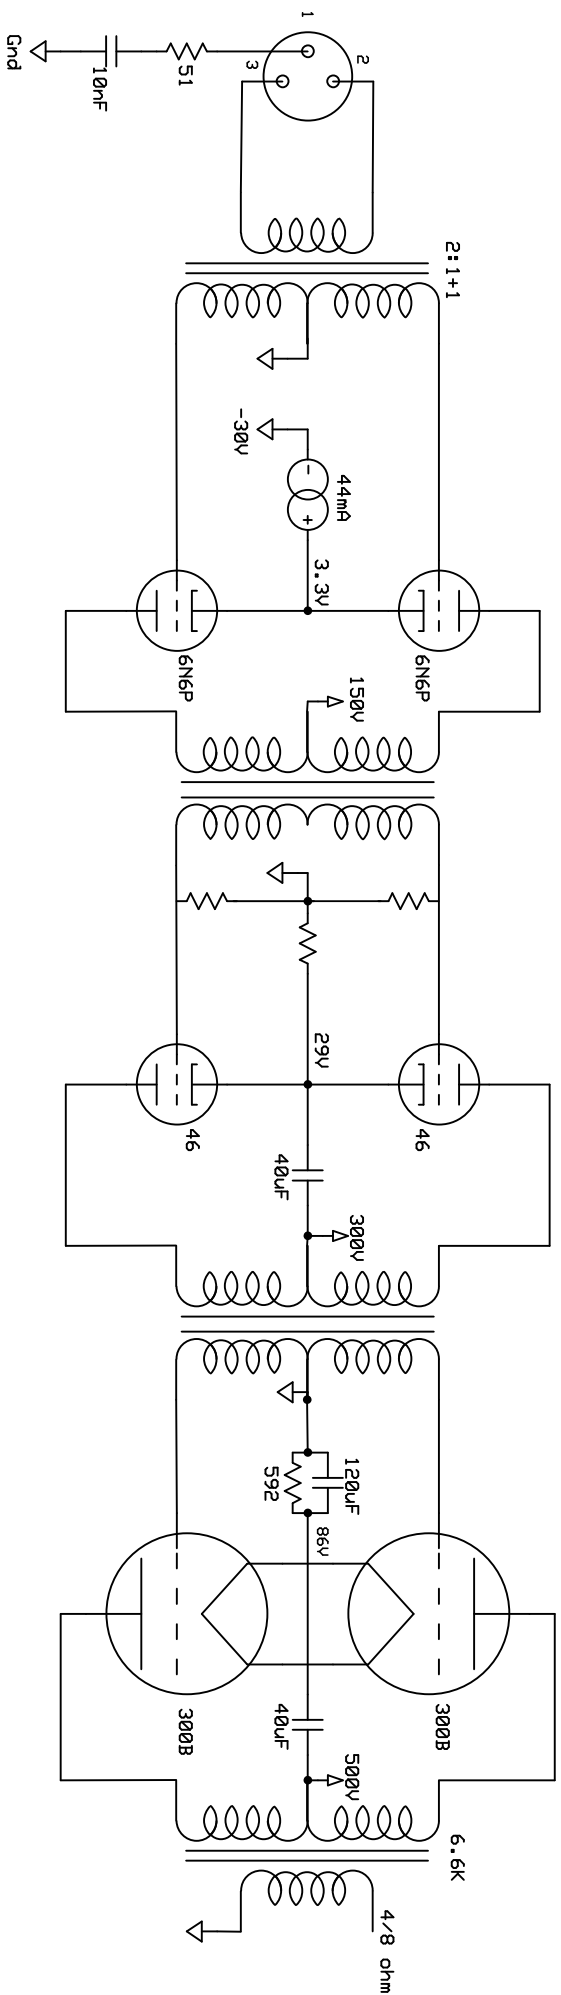 1
2
3
51
10nF
Gnd
2:1+1
-30V
44mA
3.3V
6N6P
6N6P
150V
29V
46
46
40uF
300V
120uF
592
86V
300B
300B
40uF
500V
6.6K
4/8 ohm